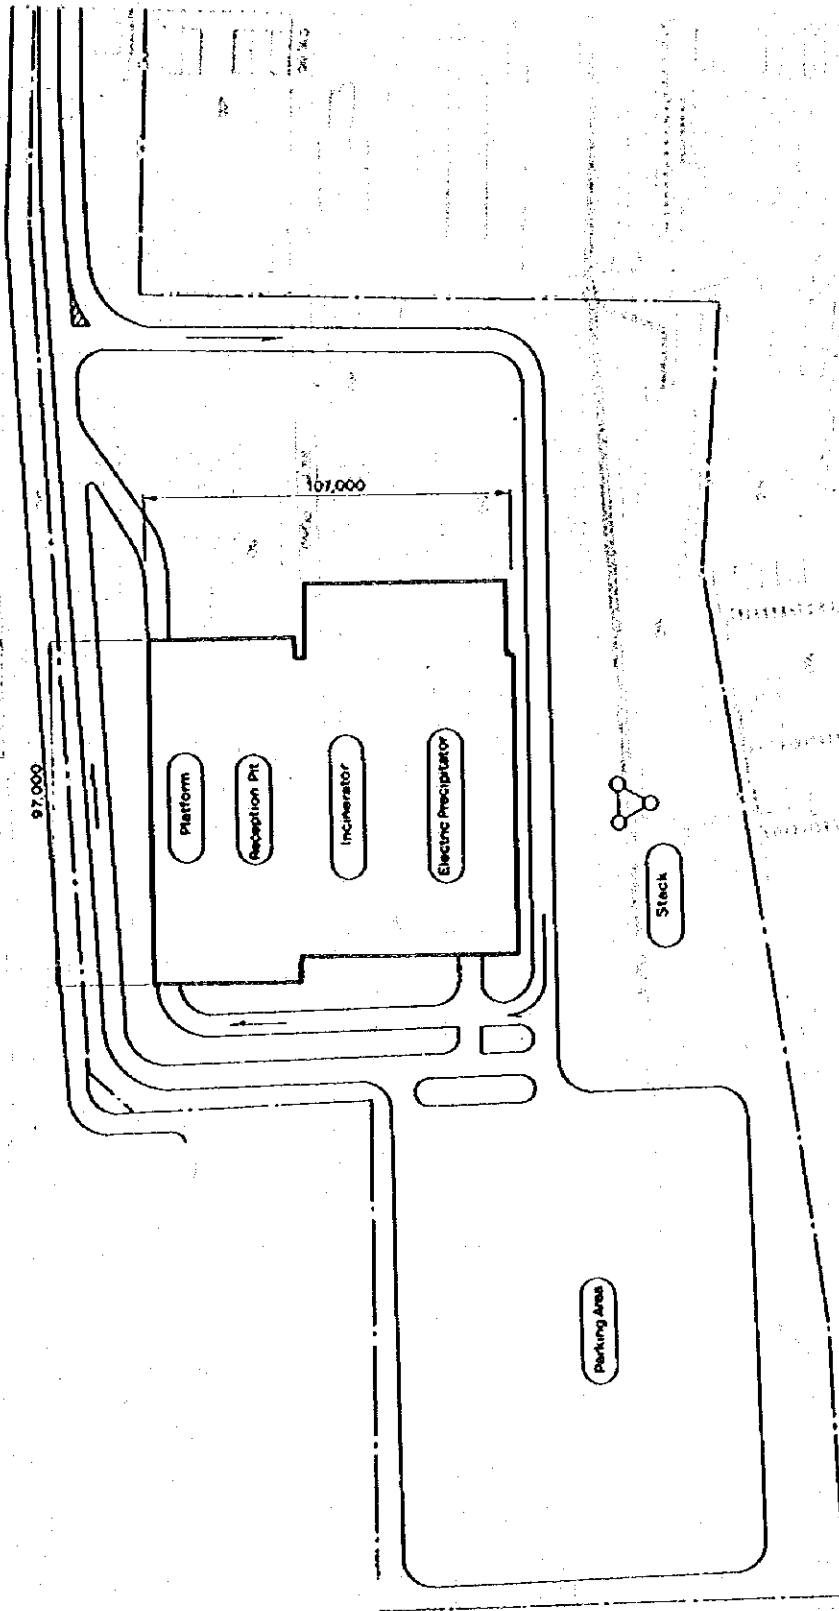 107,000
97,000
Platform
Reception Pit
Incinerator
Electric Precipitator
Stack
Parking Area